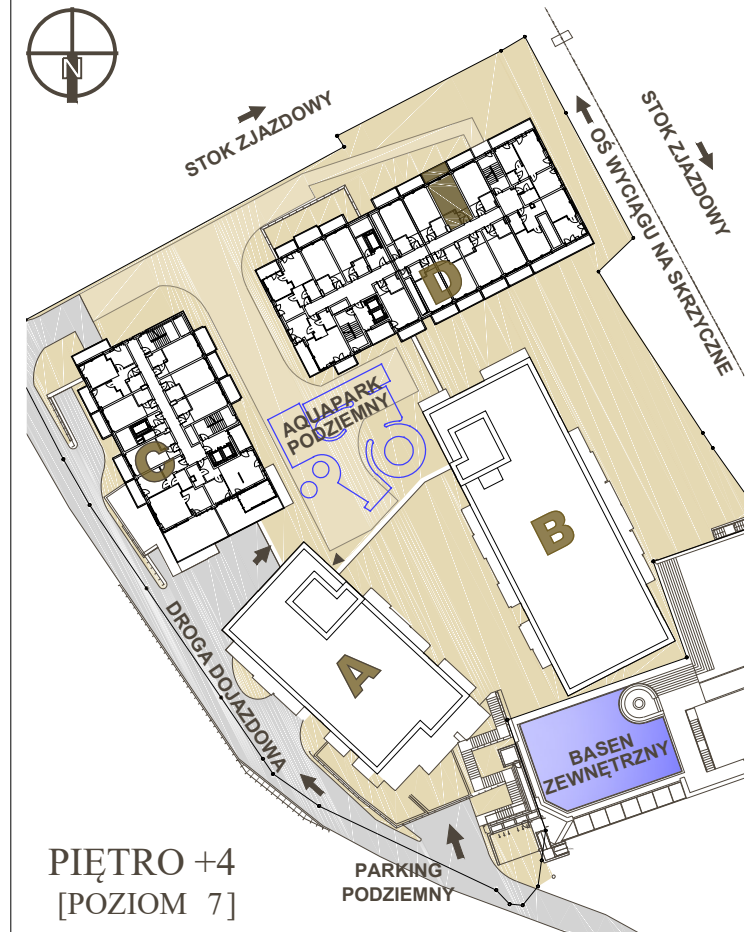 N
STOK ZJAZDOWY
STOK ZJAZDOWY
OŚ WYCIĄGU NA SKRZYCZNE
D
AQUAPARK
PODZIEMNY
C
B
A
DROGA DOJAZDOWA
BASEN
ZEWNĘTRZNY
PIĘTRO +4
[POZIOM 7]
PARKING
PODZIEMNY